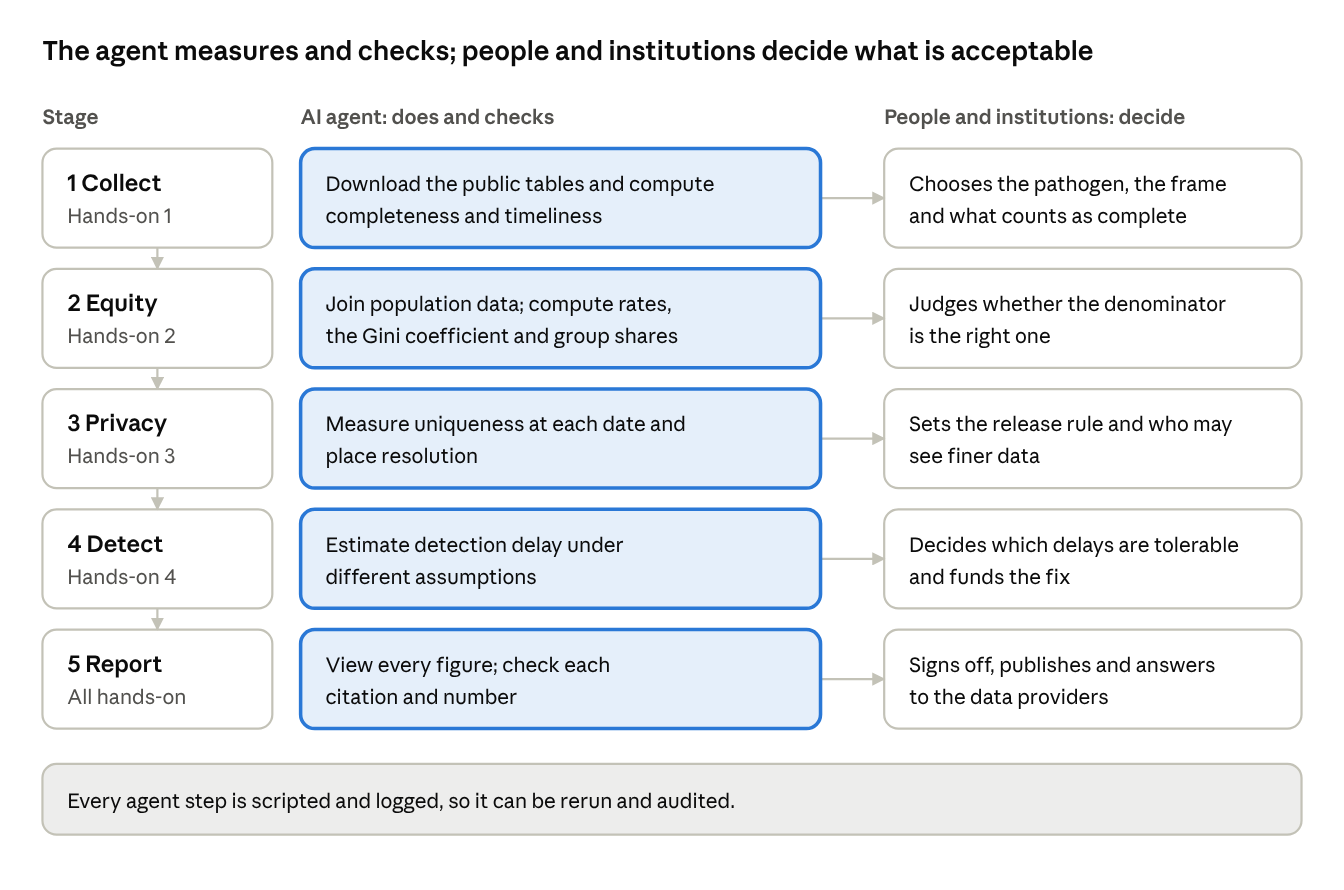 The agent measures and checks; people and institutions decide what is acceptable
Stage
AI agent: does and checks
People and institutions: decide
1 Collect
Hands-on 1
Download the public tables and compute
completeness and timeliness
Chooses the pathogen, the frame
and what counts as complete
2 Equity
Hands-on 2
Join population data; compute rates,
the Gini coefficient and group shares
Judges whether the denominator
is the right one
3 Privacy
Hands-on 3
Measure uniqueness at each date and
place resolution
Sets the release rule and who may
see finer data
4 Detect
Hands-on 4
Estimate detection delay under
different assumptions
Decides which delays are tolerable
and funds the fix
5 Report
All hands-on
View every figure; check each
citation and number
Signs off, publishes and answers
to the data providers
Every agent step is scripted and logged, so it can be rerun and audited.